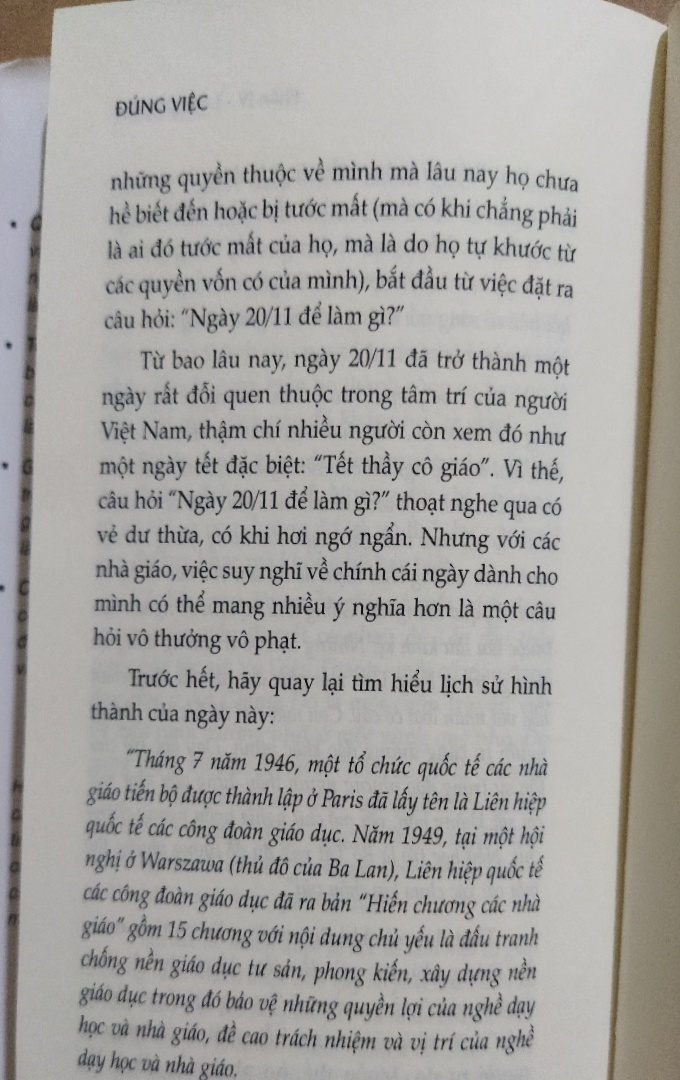 ĐÚNG VIỆC
những quyền thuộc về mình mà lâu nay họ chưa
hề biết đến hoặc bị tước mất (mà có khi chẳng phải
là ai đó tước mất của họ, mà là do họ tự khước từ
các quyền vốn có của mình), bắt đầu từ việc đặt ra
câu hỏi: “Ngày 20/11 để làm gì?”
Từ bao lâu nay, ngày 20/11 đã trở thành một
ngày rất đỗi quen thuộc trong tâm trí của người
Việt Nam, thậm chí nhiều người còn xem đó như
một ngày tết đặc biệt: “Tết thầy cô giáo”. Vì thế,
câu hỏi “Ngày 20/11 để làm gì?” thoạt nghe qua có
vẻ dư thừa, có khi hơi ngớ ngẩn. Nhưng với các
nhà giáo, việc suy nghĩ về chính cái ngày dành cho
mình có thể mang nhiều ý nghĩa hơn là một câu
hỏi vô thưởng vô phạt.
Trước hết, hãy quay lại tìm hiểu lịch sử hình
thành của ngày này:
“Tháng 7 năm 1946, một tổ chức quốc tế các nhà
giáo tiến bộ được thành lập ở Paris đã lấy tên là Liên hiệp
quốc tế các công đoàn giáo dục. Năm 1949, tại một hội
nghị ở Warszawa (thủ đô của Ba Lan), Liên hiệp quốc tế
các công đoàn giáo dục đã ra bản “Hiến chương các nhà
giáo” gồm 15 chương với nội dung chủ yếu là đấu tranh
chống nền giáo dục tư sản, phong kiến, xây dựng nền
giáo dục trong đó bảo vệ những quyền lợi của nghề dạy
học và nhà giáo, đề cao trách nhiệm và vị trí của nghề
dạy học và nhà giáo.